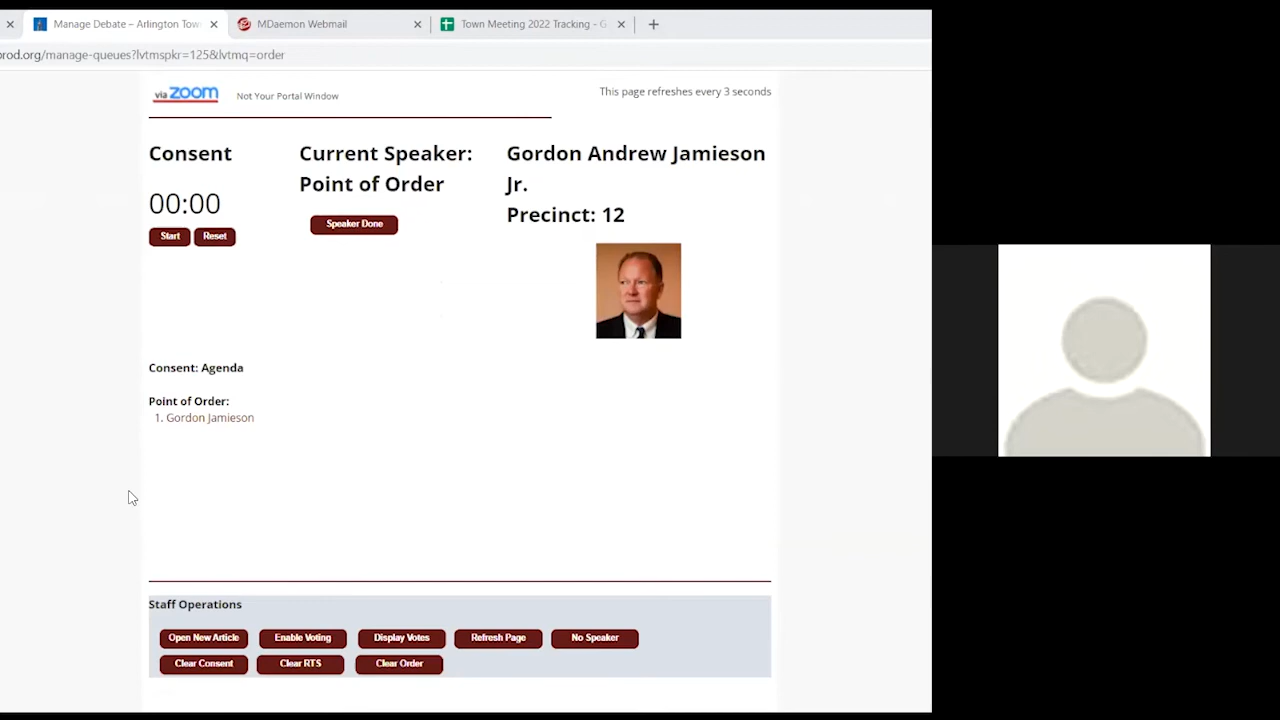 Manage Debate – Arlington Tow
MDaemon Webmail
Town Meeting 2022 Tracking - G
prod.org/manage-queues?lvtmspkr=125&lvtmq=order
via zoom
Not Your Portal Window
This page refreshes every 3 seconds
Consent
Current Speaker:
Point of Order
Gordon Andrew Jamieson
Jr.
Precinct: 12
00:00
Start
Reset
Speaker Done
Consent: Agenda
Point of Order:
1. Gordon Jamieson
Staff Operations
Open New Article
Enable Voting
Display Votes
Refresh Page
No Speaker
Clear Consent
Clear RTS
Clear Order